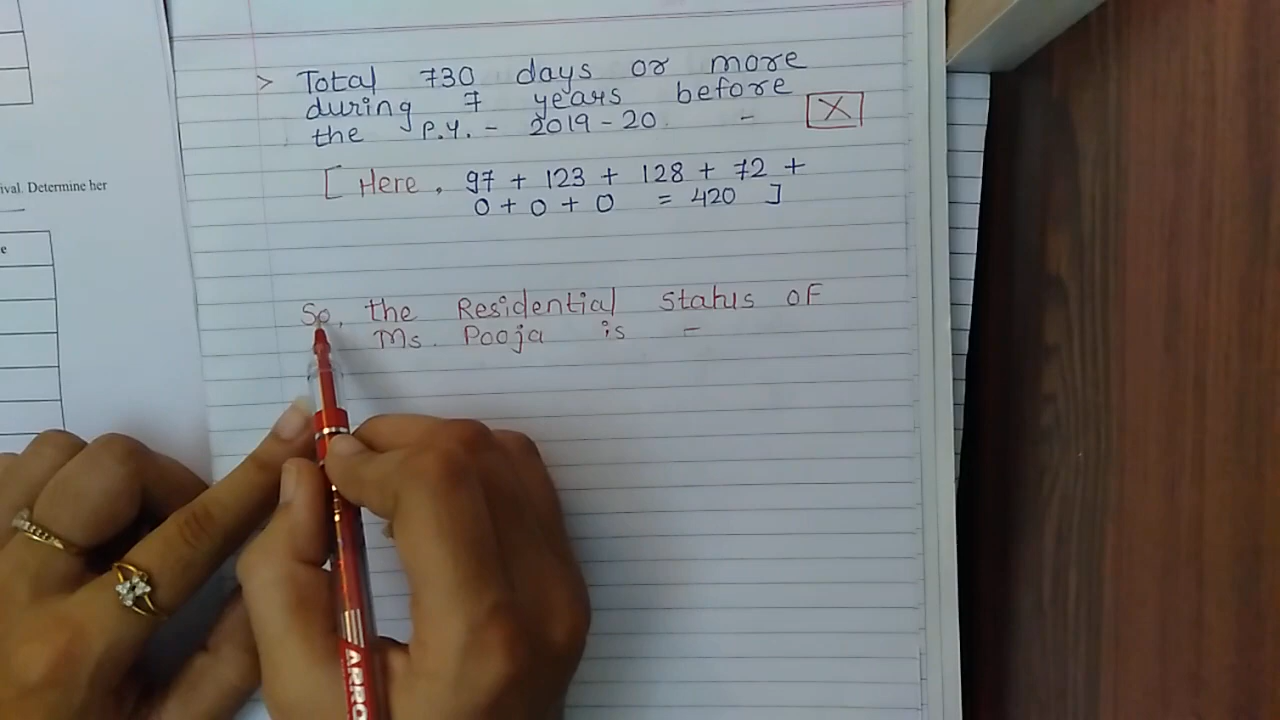 > Total 730 days or more
during 7 years before
the P.Y. - 2019-20. - X
[ Here, 97 + 123 + 128 + 72 +
0 + 0 + 0 = 420 ]
So, the Residential Status of
Ms. Pooja is -
ival. Determine her
e
ARRO